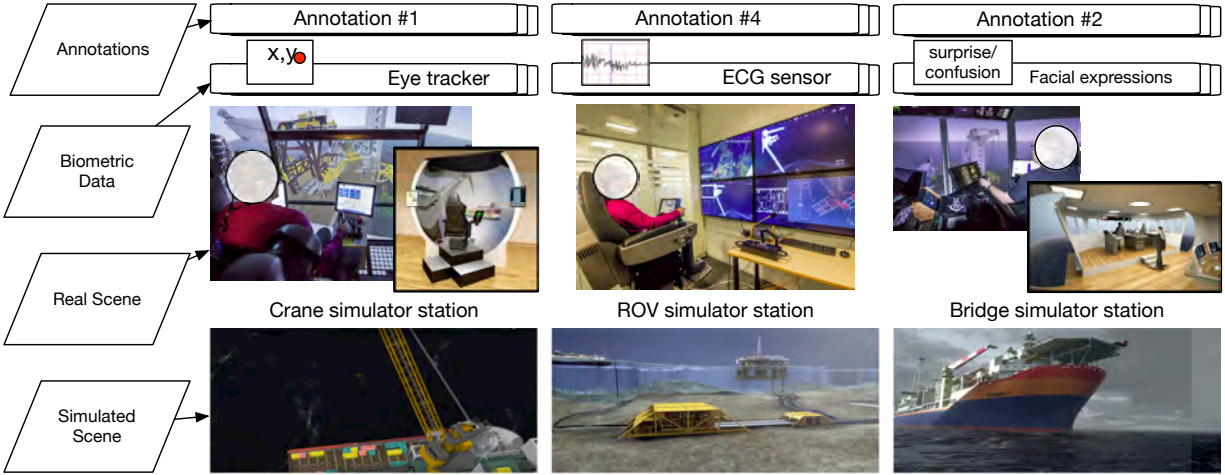 Annotations
Annotation #1
Annotation #4
Annotation #2
x,y
surprise/
confusion
Eye tracker
ECG sensor
Facial expressions
Biometric
Data
Real Scene
Crane simulator station
ROV simulator station
Bridge simulator station
Simulated
Scene